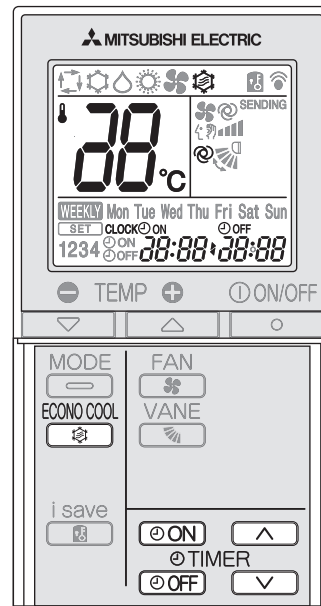 MITSUBISHI ELECTRIC
SENDING
88°C
WEEKLY Mon Tue Wed Thu Fri Sat Sun
SET CLOCK ON OFF
1234 ON OFF 88:88 88:88
TEMP ON/OFF
MODE FAN
ECONO COOL VANE
i save
ON
TIMER
OFF